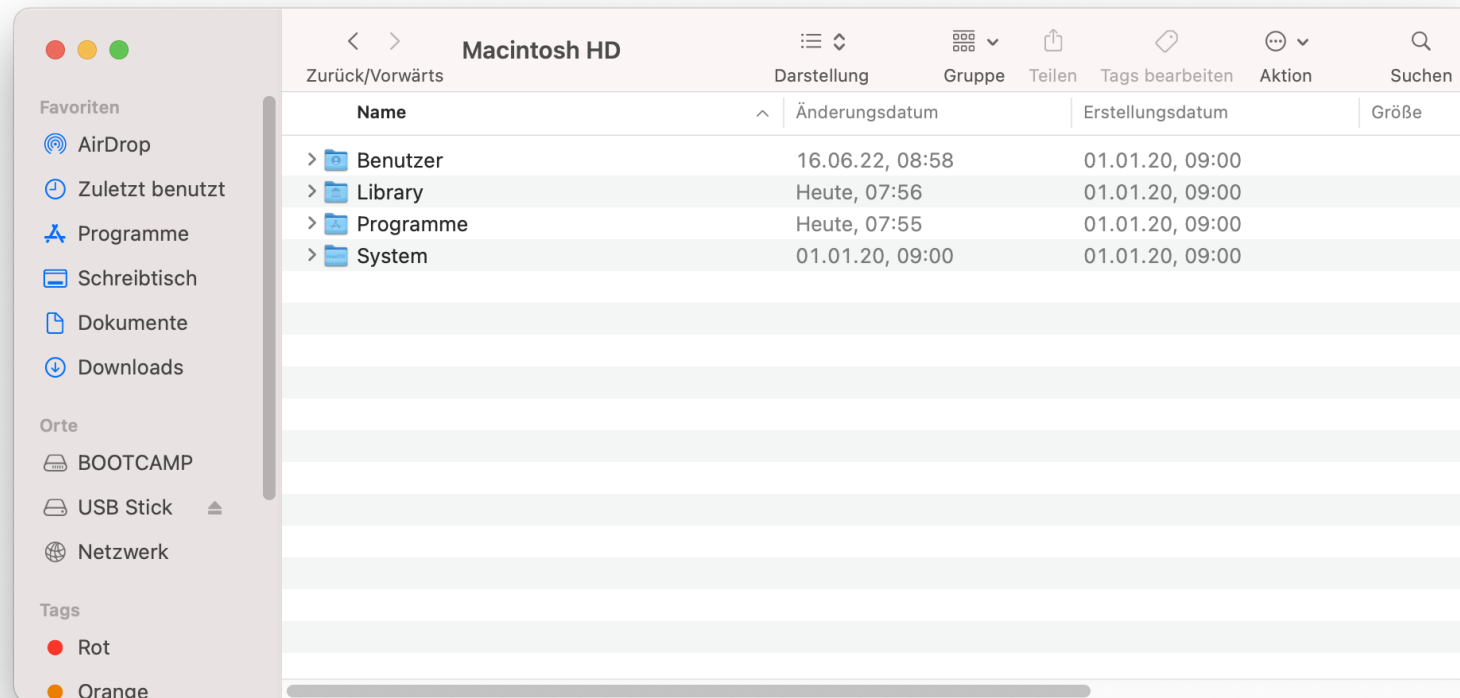 Macintosh HD
Zurück/Vorwärts
Darstellung
Gruppe
Teilen
Tags bearbeiten
Aktion
Suchen
Favoriten
AirDrop
Zuletzt benutzt
Programme
Schreibtisch
Dokumente
Downloads
Orte
BOOTCAMP
USB Stick
Netzwerk
Tags
Rot
Orange
Name Änderungsdatum Erstellungsdatum Größe
Benutzer 16.06.22, 08:58 01.01.20, 09:00
Library Heute, 07:56 01.01.20, 09:00
Programme Heute, 07:55 01.01.20, 09:00
System 01.01.20, 09:00 01.01.20, 09:00